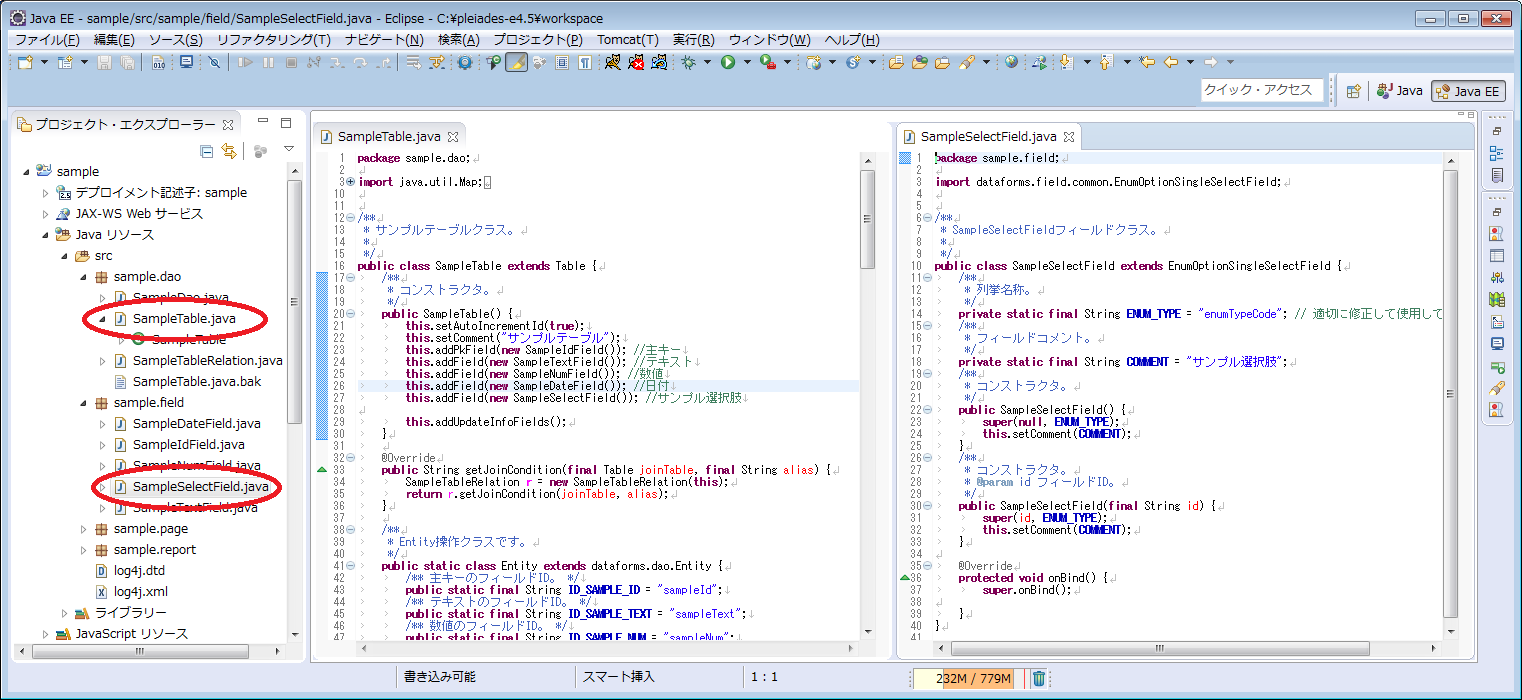 Java EE - sample/src/sample/field/SampleSelectField.java - Eclipse - C:¥pleiades-e4.5¥workspace
ファイル(F) 編集(E) ソース(S) リファクタリング(T) ナビゲート(N) 検索(A) プロジェクト(P) Tomcat(T) 実行(R) ウィンドウ(W) ヘルプ(H)
クイック・アクセス
Java
Java EE
プロジェクト・エクスプローラー
sample
デプロイメント記述子: sample
JAX-WS Web サービス
Java リソース
src
sample.dao
SampleDao.java
SampleTable.java
SampleTable
SampleTableRelation.java
SampleTable.java.bak
sample.field
SampleDateField.java
SampleIdField.java
SampleNumField.java
SampleSelectField.java
SampleTextField.java
sample.page
sample.report
log4j.dtd
log4j.xml
ライブラリー
JavaScript リソース
SampleTable.java
1 package sample.dao;
2
3 import java.util.Map;
10
11
12 /**
13 * サンプルテーブルクラス。
14 *
15 */
16 public class SampleTable extends Table {
17 /**
18 * コンストラクタ。
19 */
20 public SampleTable() {
21 this.setAutoIncrementId(true);
22 this.setComment("サンプルテーブル");
23 this.addPkField(new SampleIdField()); //主キー
24 this.addField(new SampleTextField()); //テキスト
25 this.addField(new SampleNumField()); //数値
26 this.addField(new SampleDateField()); //日付
27 this.addField(new SampleSelectField()); //サンプル選択肢
28
29 this.addUpdateInfoFields();
30 }
31
32 @Override
33 public String getJoinCondition(final Table joinTable, final String alias) {
34 SampleTableRelation r = new SampleTableRelation(this);
35 return r.getJoinCondition(joinTable, alias);
36 }
37
38 /**
39 * Entity操作クラスです。
40 */
41 public static class Entity extends dataforms.dao.Entity {
42 /** 主キーのフィールドID。 */
43 public static final String ID_SAMPLE_ID = "sampleId";
44 /** テキストのフィールドID。 */
45 public static final String ID_SAMPLE_TEXT = "sampleText";
46 /** 数値のフィールドID。 */
47 public static final String ID_SAMPLE_NUM = "sampleNum";
SampleSelectField.java
1 package sample.field;
2
3 import dataforms.field.common.EnumOptionSingleSelectField;
4
5
6 /**
7 * SampleSelectFieldフィールドクラス。
8 *
9 */
10 public class SampleSelectField extends EnumOptionSingleSelectField {
11 /**
12 * 列挙名称。
13 */
14 private static final String ENUM_TYPE = "enumTypeCode"; // 適切に修正して使用して
15 /**
16 * フィールドコメント。
17 */
18 private static final String COMMENT = "サンプル選択肢";
19 /**
20 * コンストラクタ。
21 */
22 public SampleSelectField() {
23 super(null, ENUM_TYPE);
24 this.setComment(COMMENT);
25 }
26 /**
27 * コンストラクタ。
28 * @param id フィールドID。
29 */
30 public SampleSelectField(final String id) {
31 super(id, ENUM_TYPE);
32 this.setComment(COMMENT);
33 }
34
35 @Override
36 protected void onBind() {
37 super.onBind();
38
39 }
40 }
41
書き込み可能
スマート挿入
1 : 1
232M / 779M